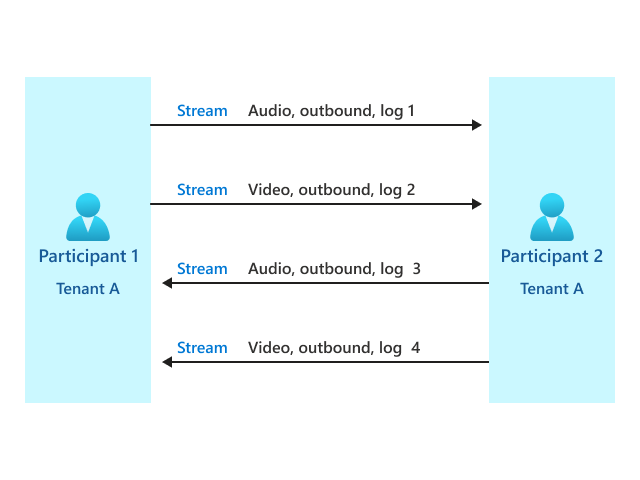 Stream Audio, outbound, log 1
Stream Video, outbound, log 2
Participant 1
Tenant A
Participant 2
Tenant A
Stream Audio, outbound, log 3
Stream Video, outbound, log 4